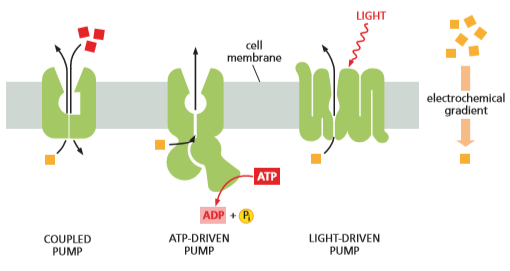 LIGHT
cell
membrane
electrochemical
gradient
ATP
ADP + Pi
COUPLED
PUMP
ATP-DRIVEN
PUMP
LIGHT-DRIVEN
PUMP